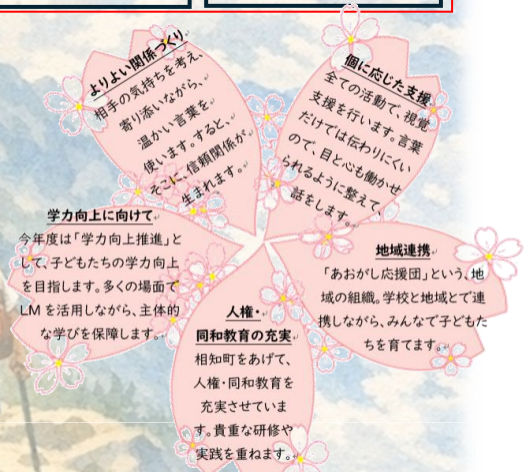 よりよい関係づくり
相手の気持ちを考え、
寄り添いながら、
温かい言葉を
使います。すると、
そこに、信頼関係が
生まれます。
個に応じた支援
全ての活動で、視覚
支援を行います。言葉
だけでは伝わりにくい
ので、目と心も働かせ
られるように整えて、
話をします。
学力向上に向けて
今年度は「学力向上推進」と
して、子どもたちの学力向上
を目指します。多くの場面で
LMを活用しながら、主体的
な学びを保障します。
地域連携
「あおがし応援団」という、地
域の組織。学校と地域とで連
携しながら、みんなで子どもた
ちを育てます。
人権・
同和教育の充実
相知町をあげて、
人権・同和教育を
充実させていま
す。貴重な研修や
実践を重ねます。